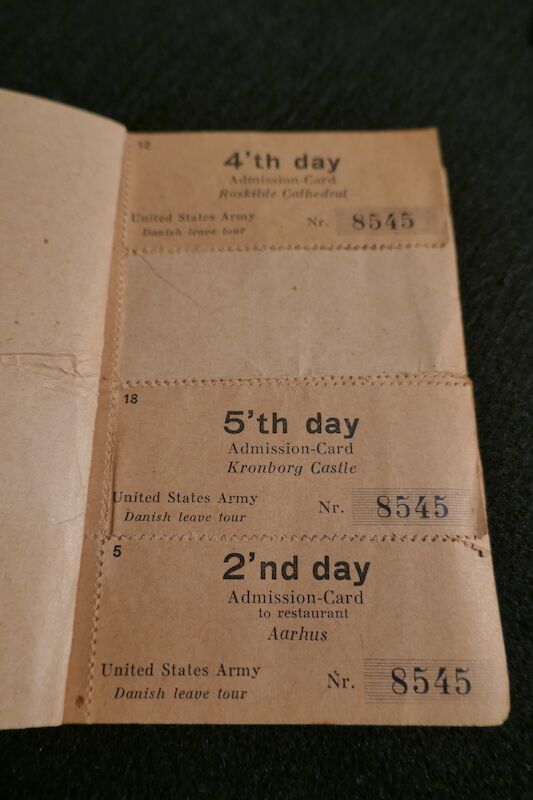 12
4'th day
Admission-Card
Roskilde Cathedral
United States Army
Danish leave tour
Nr. 8545
18
5'th day
Admission-Card
Kronborg Castle
United States Army
Danish leave tour
Nr. 8545
5
2'nd day
Admission-Card
to restaurant
Aarhus
United States Army
Danish leave tour
Nr. 8545